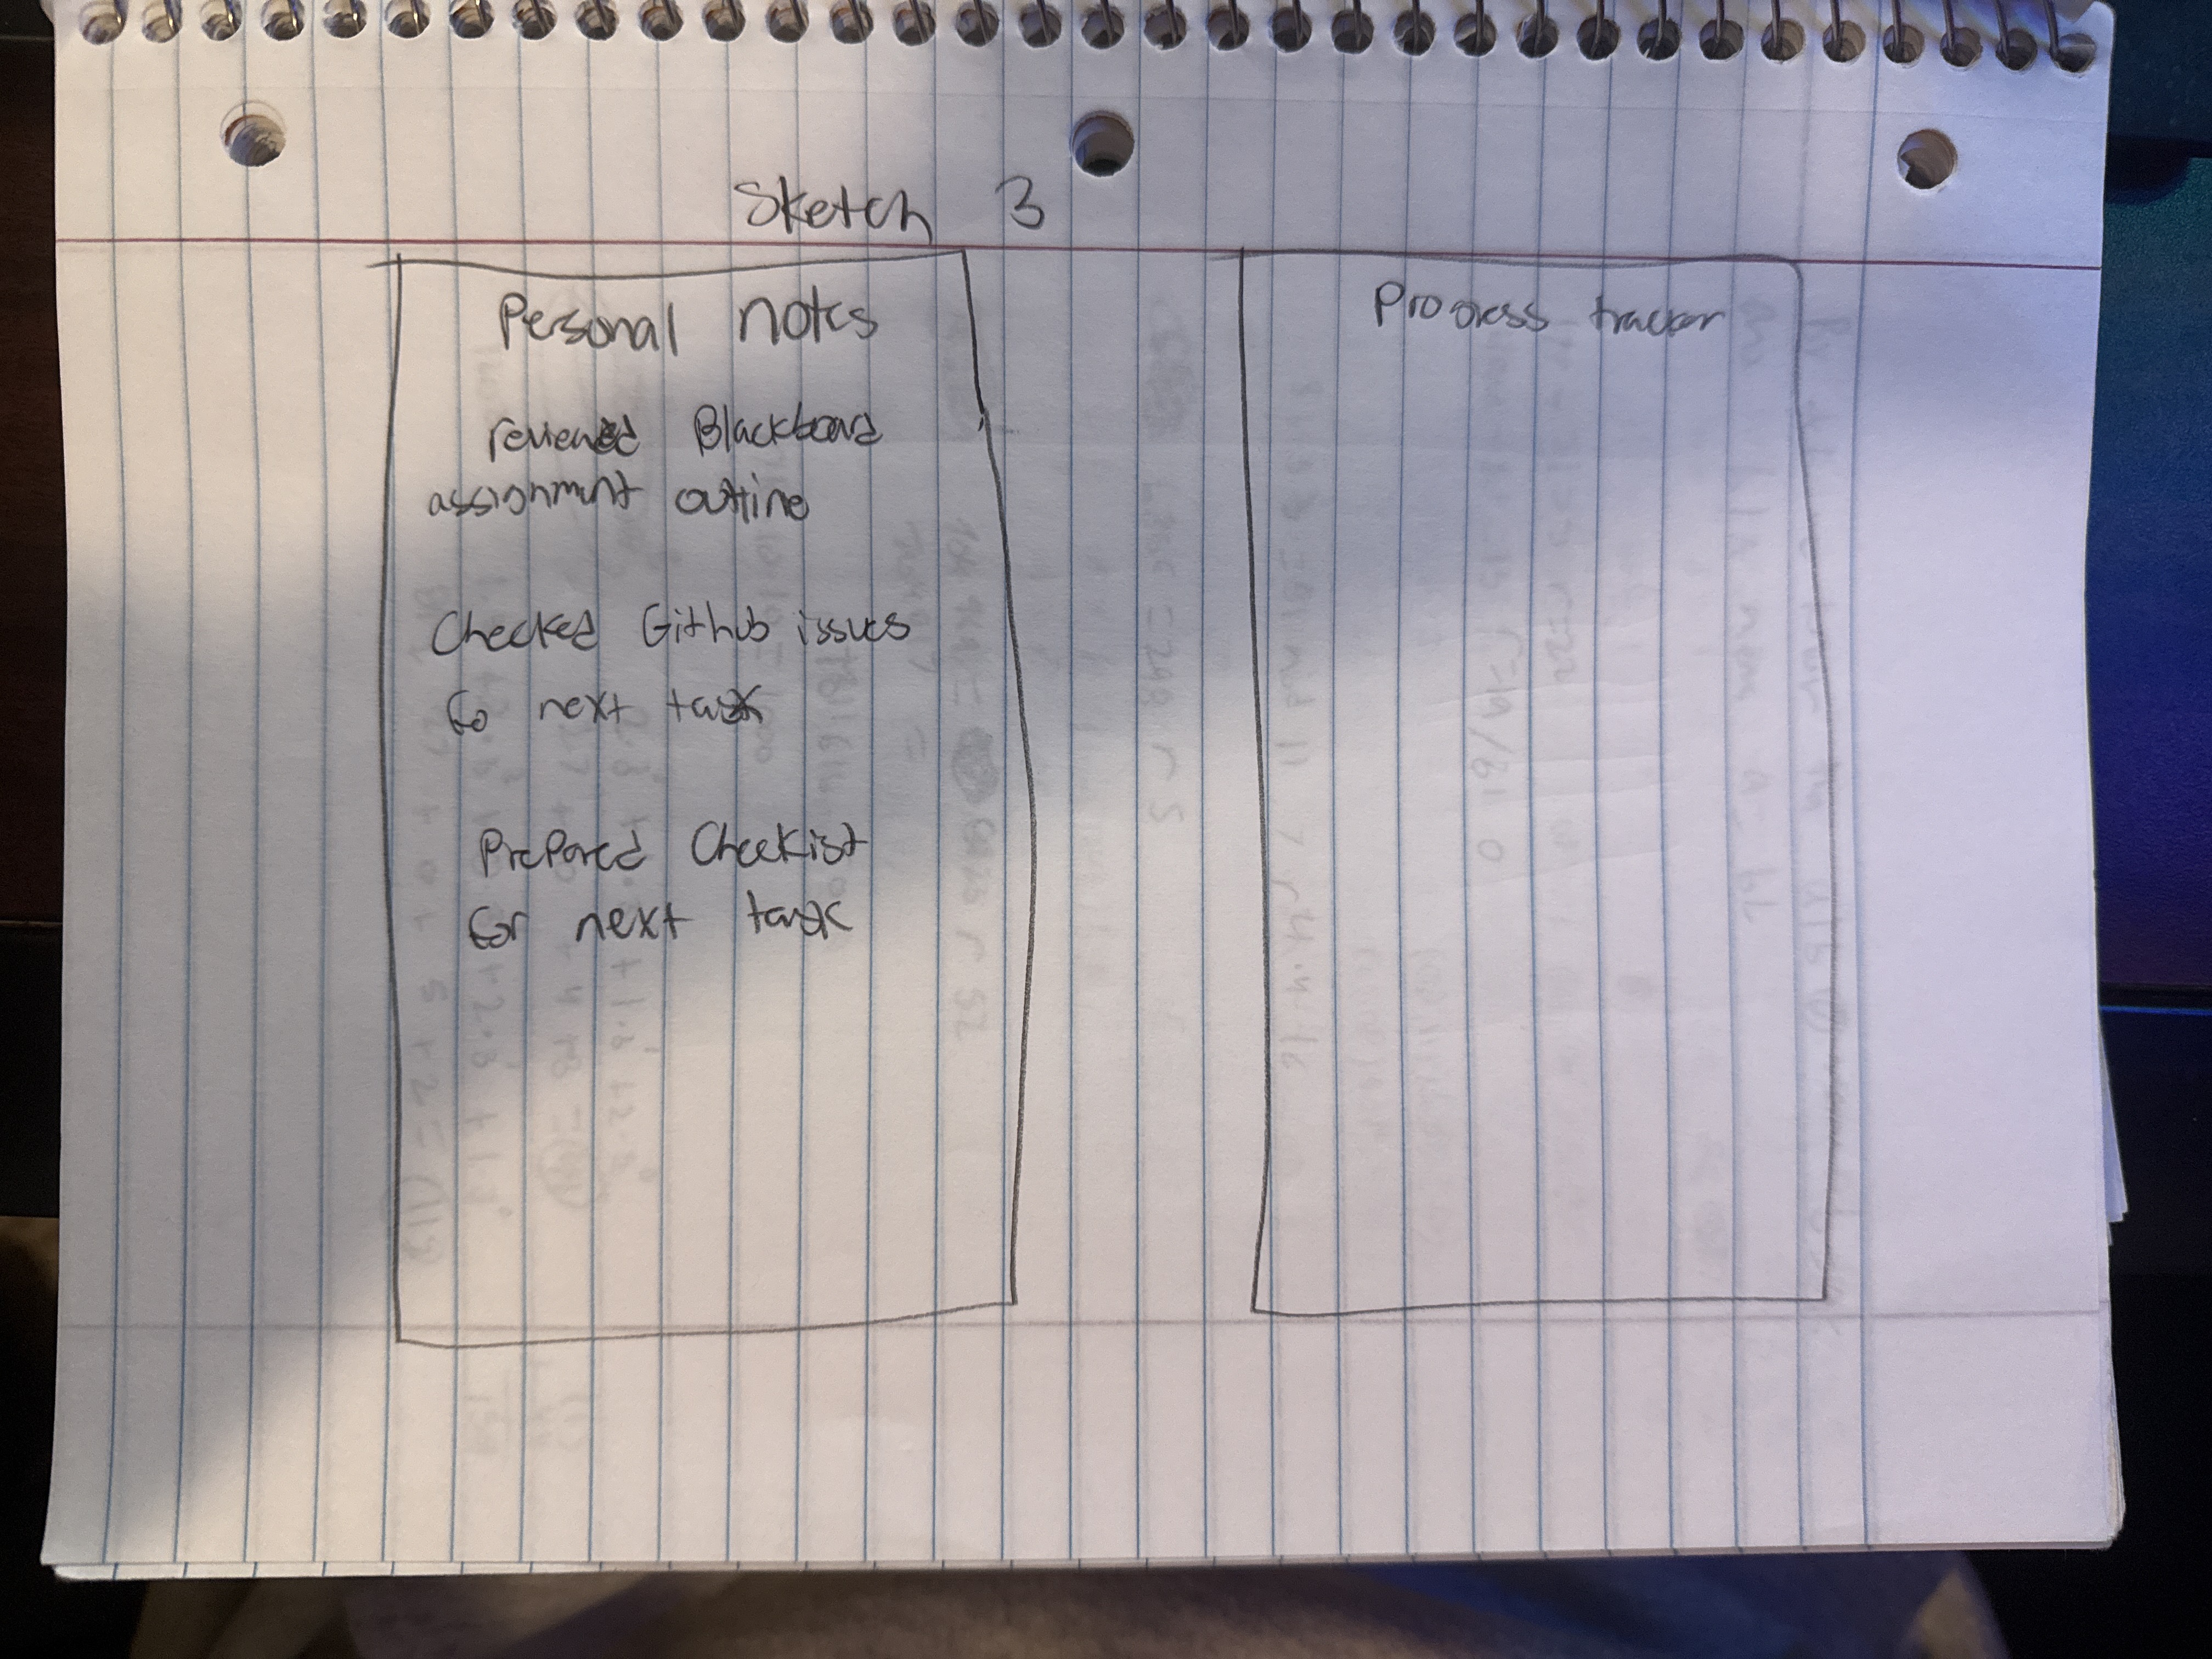 Sketch 3
Personal notes
reviewed Blackboard
assignment outline
Checked Github issues
fo next task
Prepared Checklist
for next task
Progress tracker